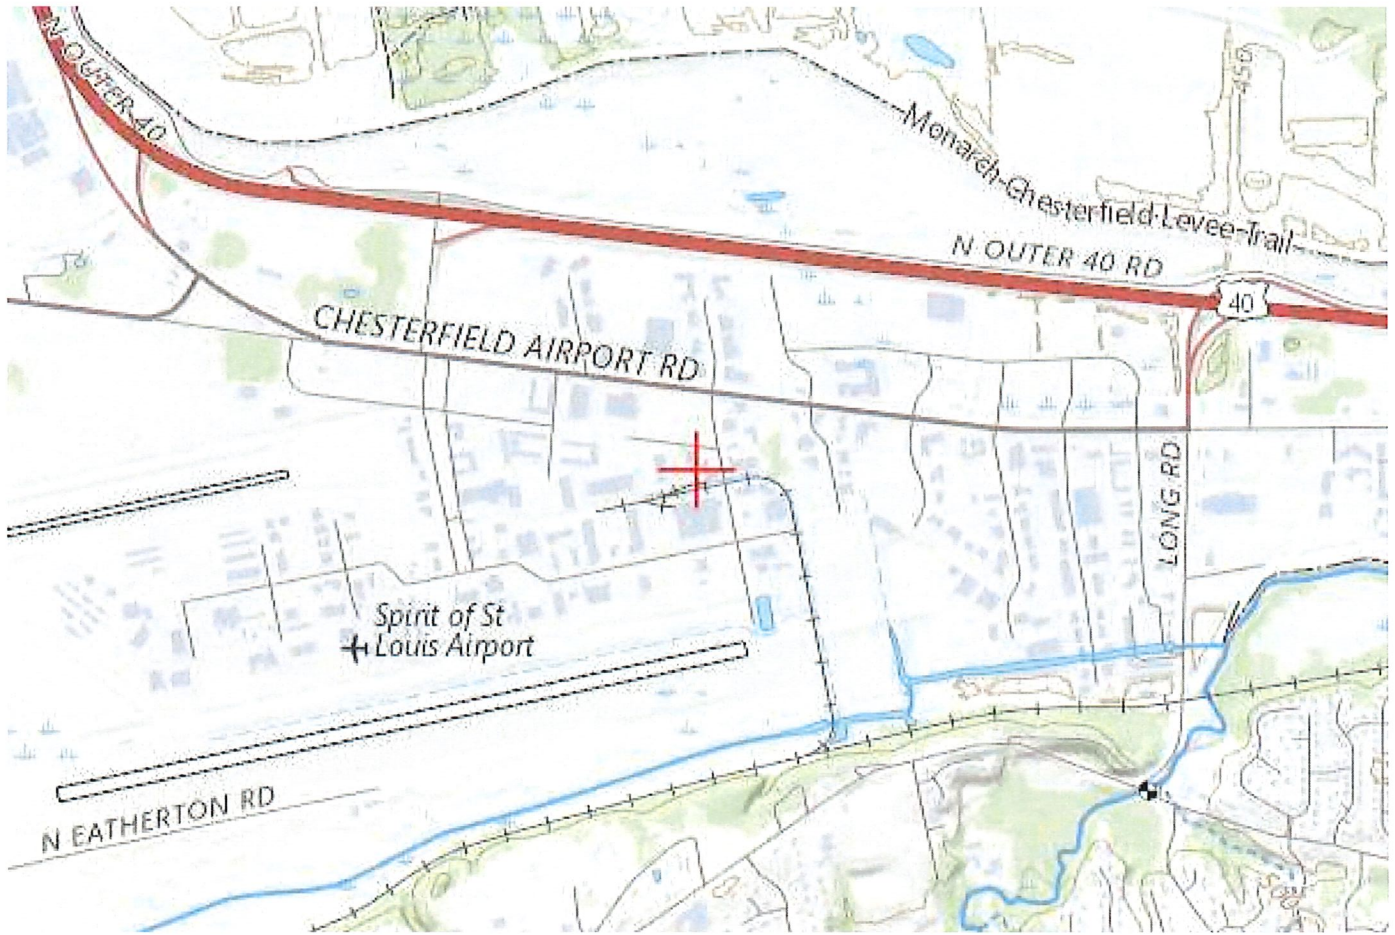 N OUTER 40
450
Monarch-Chesterfield-Levee-Trail
N OUTER 40 RD
40
CHESTERFIELD AIRPORT RD
LONG RD
Spirit of St
Louis Airport
N EATHERTON RD